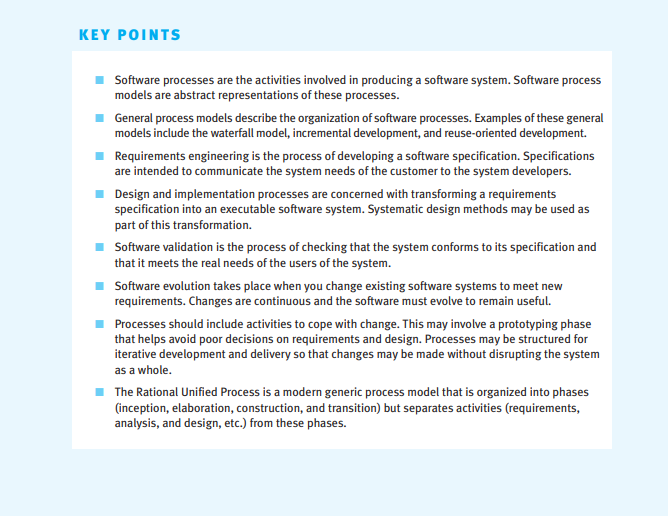 KEY POINTS
■ Software processes are the activities involved in producing a software system. Software process
models are abstract representations of these processes.
■ General process models describe the organization of software processes. Examples of these general
models include the waterfall model, incremental development, and reuse-oriented development.
■ Requirements engineering is the process of developing a software specification. Specifications
are intended to communicate the system needs of the customer to the system developers.
■ Design and implementation processes are concerned with transforming a requirements
specification into an executable software system. Systematic design methods may be used as
part of this transformation.
■ Software validation is the process of checking that the system conforms to its specification and
that it meets the real needs of the users of the system.
■ Software evolution takes place when you change existing software systems to meet new
requirements. Changes are continuous and the software must evolve to remain useful.
■ Processes should include activities to cope with change. This may involve a prototyping phase
that helps avoid poor decisions on requirements and design. Processes may be structured for
iterative development and delivery so that changes may be made without disrupting the system
as a whole.
■ The Rational Unified Process is a modern generic process model that is organized into phases
(inception, elaboration, construction, and transition) but separates activities (requirements,
analysis, and design, etc.) from these phases.